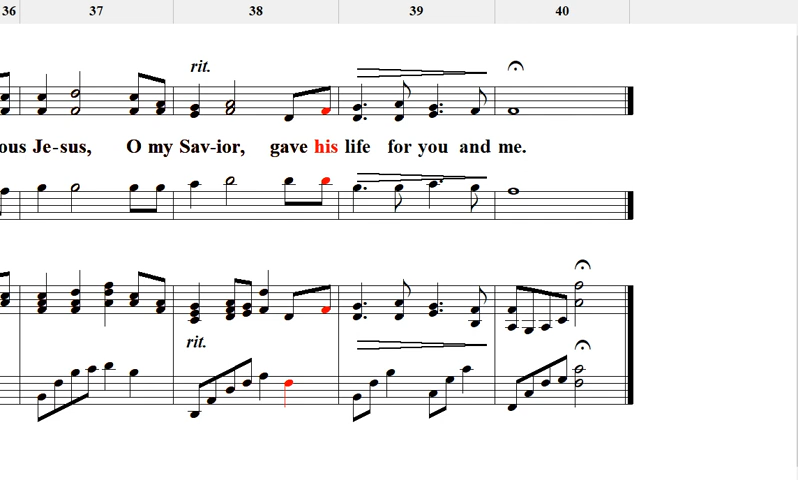 36 37 38 39 40
rit.
ous Je-sus, O my Sav-ior, gave his life for you and me.
rit.